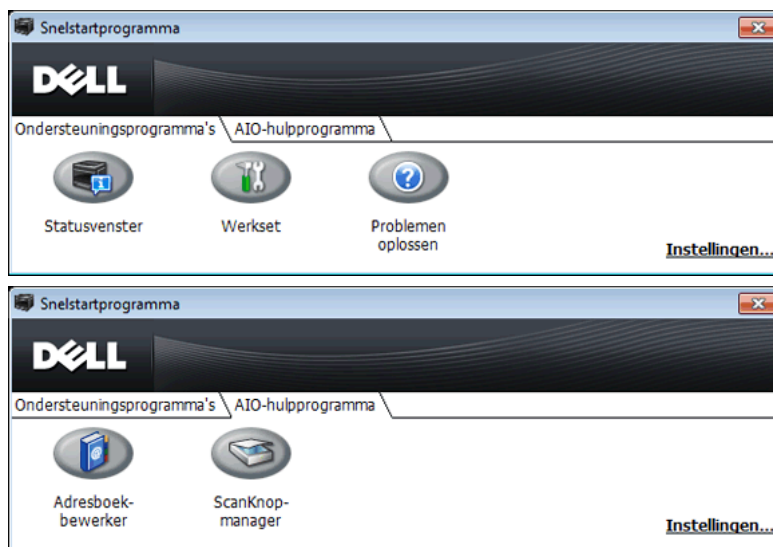 Snelstartprogramma
DELL
Ondersteuningsprogramma's AIO-hulpprogramma
Statusvenster Werkset Problemen
oplossen
Instellingen...
Snelstartprogramma
DELL
Ondersteuningsprogramma's AIO-hulpprogramma
Adresboek- ScanKnop-
bewerker manager
Instellingen...